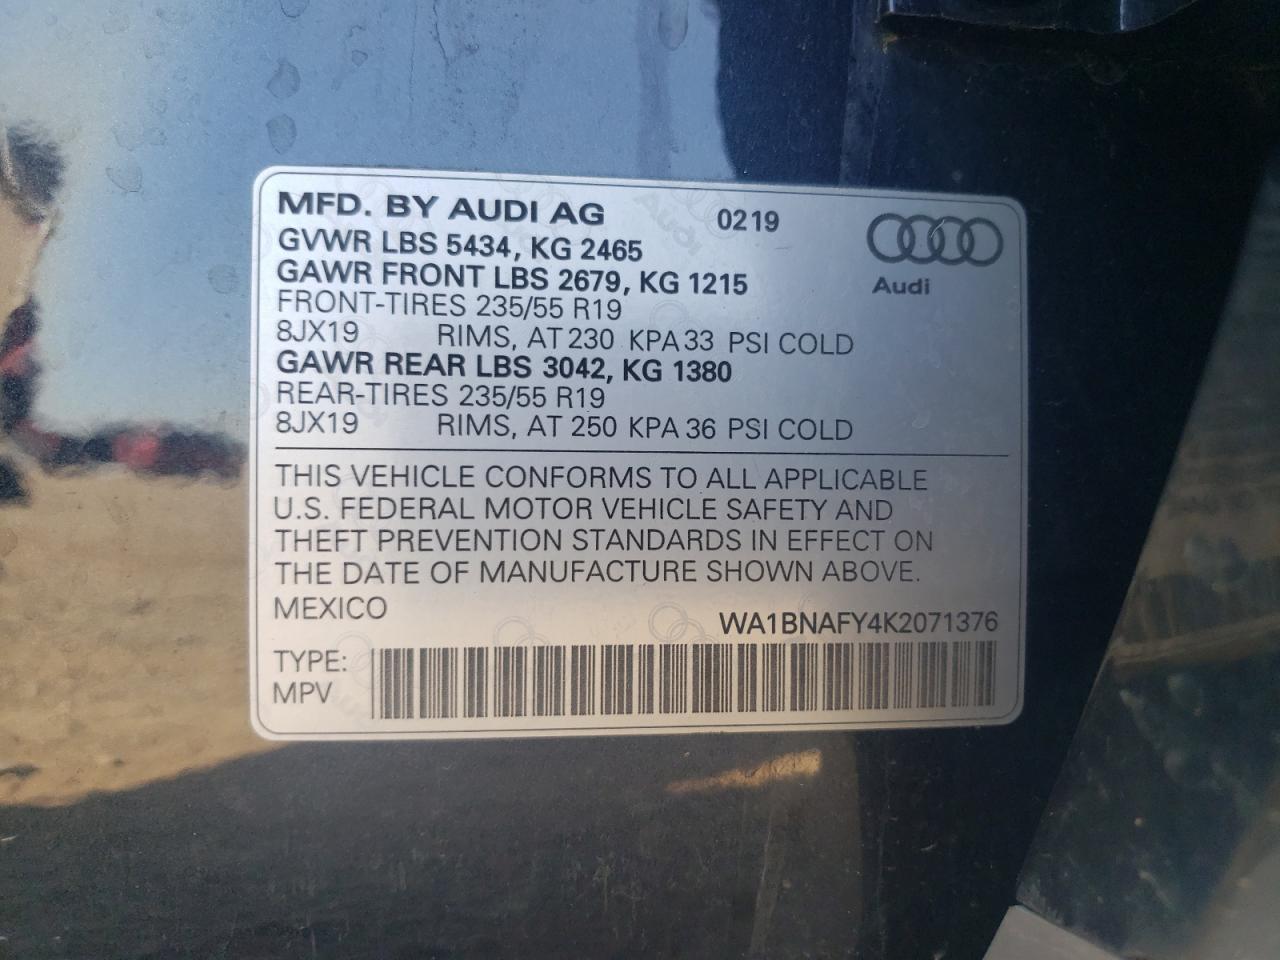 MFD. BY AUDI AG 0219
GVWR LBS 5434, KG 2465
GAWR FRONT LBS 2679, KG 1215
Audi
FRONT-TIRES 235/55 R19
8JX19 RIMS, AT 230 KPA 33 PSI COLD
GAWR REAR LBS 3042, KG 1380
REAR-TIRES 235/55 R19
8JX19 RIMS, AT 250 KPA 36 PSI COLD
THIS VEHICLE CONFORMS TO ALL APPLICABLE
U.S. FEDERAL MOTOR VEHICLE SAFETY AND
THEFT PREVENTION STANDARDS IN EFFECT ON
THE DATE OF MANUFACTURE SHOWN ABOVE.
MEXICO WA1BNAFY4K2071376
TYPE:
MPV